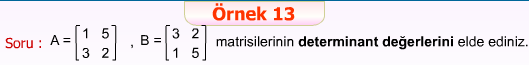 Örnek 13
Soru : A = [1 5 , B = [3 2 matrisilerinin determinant değerlerini elde ediniz.
3 2] 1 5]